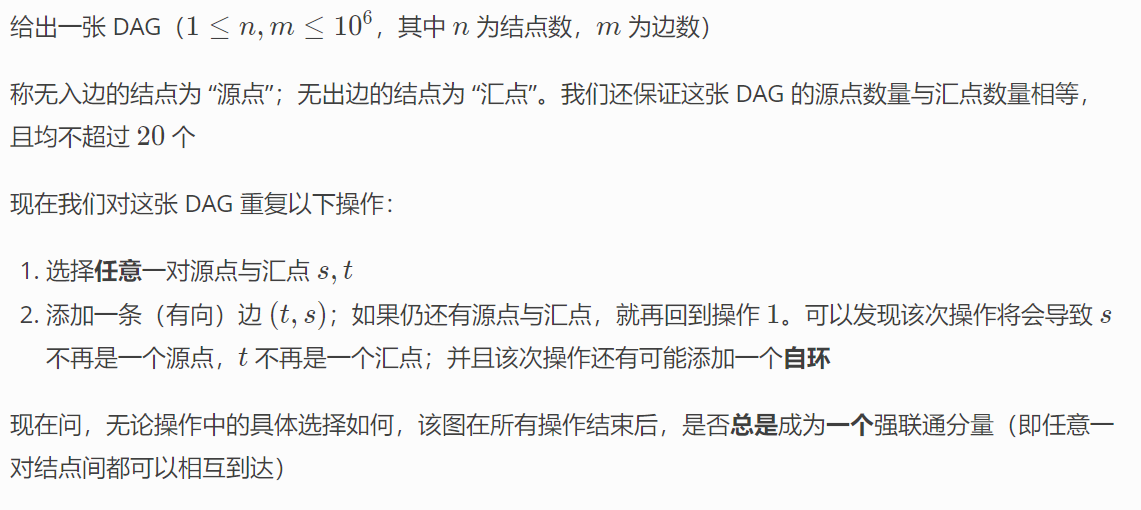 给出一张 DAG（$1 \leq n, m \leq 10^6$，其中 $n$ 为结点数，$m$ 为边数）
称无入边的结点为 “源点”；无出边的结点为 “汇点”。我们还保证这张 DAG 的源点数量与汇点数量相等，
且均不超过 $20$ 个
现在我们对这张 DAG 重复以下操作：
1. 选择任意一对源点与汇点 $s, t$
2. 添加一条（有向）边 $(t, s)$；如果仍还有源点与汇点，就再回到操作 $1$。可以发现该次操作将会导致 $s$
不再是一个源点，$t$ 不再是一个汇点；并且该次操作还有可能添加一个自环
现在问，无论操作中的具体选择如何，该图在所有操作结束后，是否总是成为一个强联通分量（即任意一
对结点间都可以相互到达）